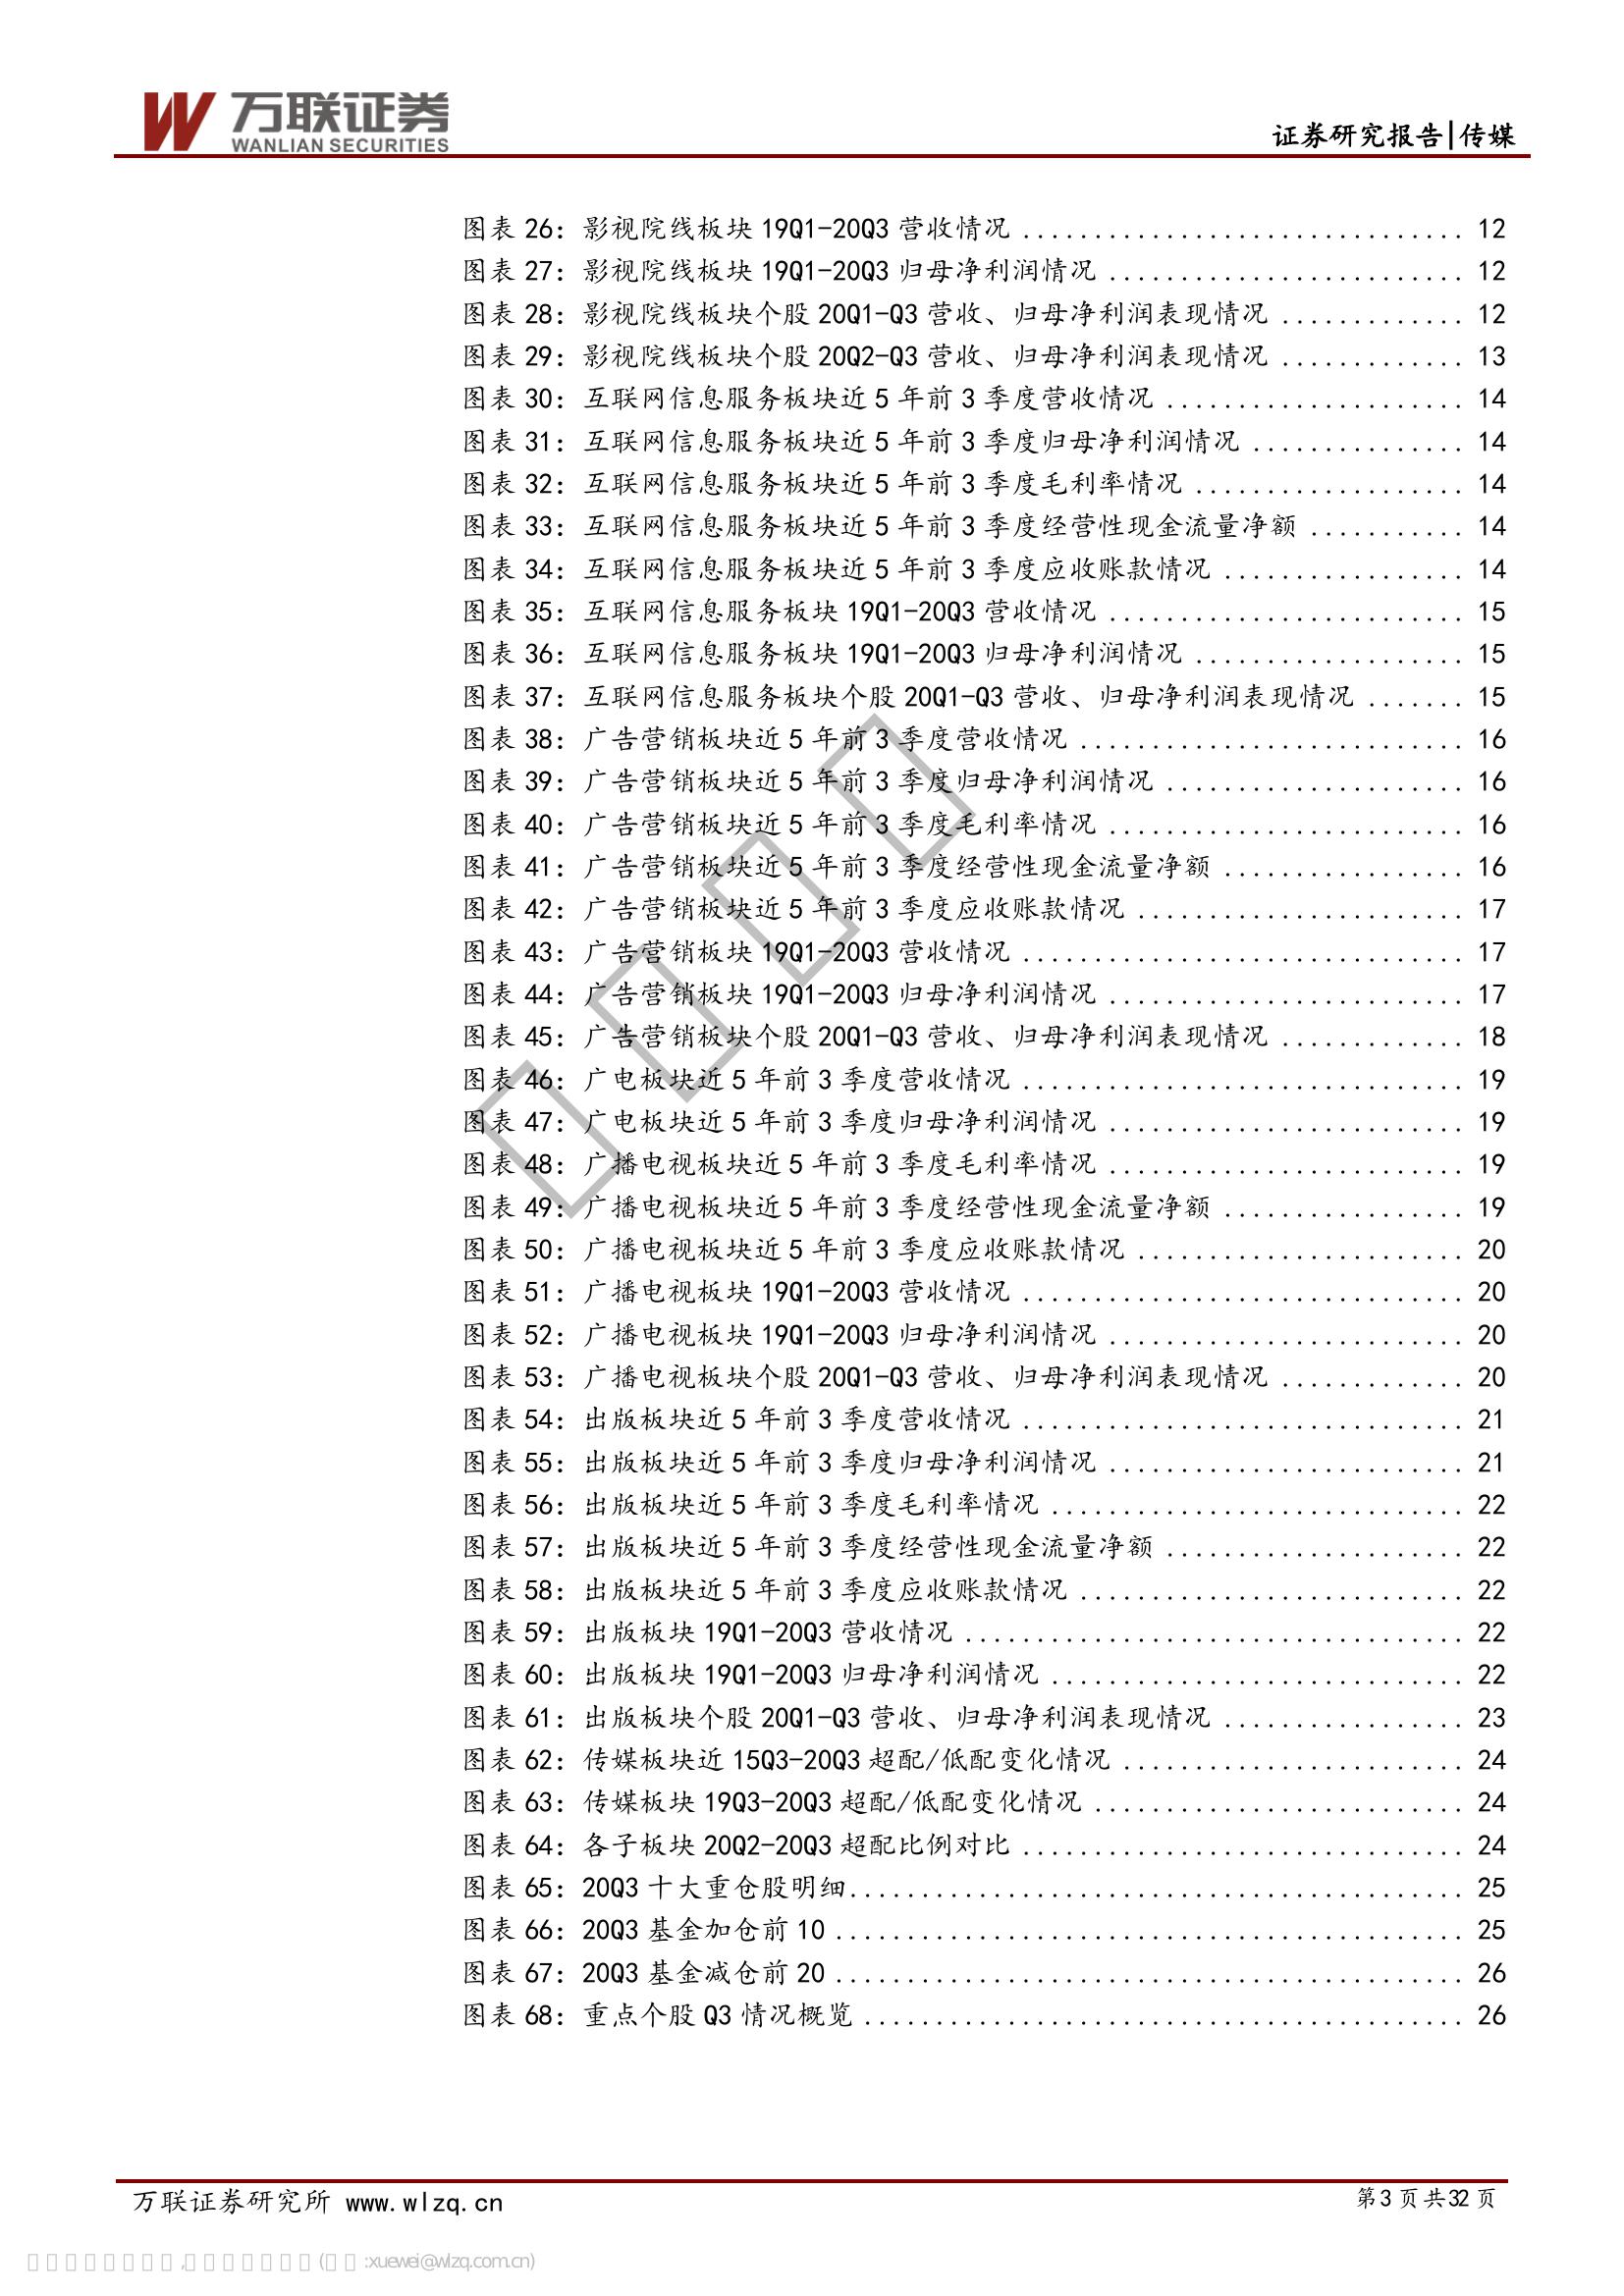 万联证券
WANLIAN SECURITIES
证券研究报告|传媒
图表 26：影视院线板块 19Q1-20Q3 营收情况 ............................... 12
图表 27：影视院线板块 19Q1-20Q3 归母净利润情况 ......................... 12
图表 28：影视院线板块个股 20Q1-Q3 营收、归母净利润表现情况 ............. 12
图表 29：影视院线板块个股 20Q2-Q3 营收、归母净利润表现情况 ............. 13
图表 30：互联网信息服务板块近 5 年前 3 季度营收情况 ..................... 14
图表 31：互联网信息服务板块近 5 年前 3 季度归母净利润情况 ............... 14
图表 32：互联网信息服务板块近 5 年前 3 季度毛利率情况 ................... 14
图表 33：互联网信息服务板块近 5 年前 3 季度经营性现金流量净额 ........... 14
图表 34：互联网信息服务板块近 5 年前 3 季度应收账款情况 ................. 14
图表 35：互联网信息服务板块 19Q1-20Q3 营收情况 ......................... 15
图表 36：互联网信息服务板块 19Q1-20Q3 归母净利润情况 ................... 15
图表 37：互联网信息服务板块个股 20Q1-Q3 营收、归母净利润表现情况 ....... 15
图表 38：广告营销板块近 5 年前 3 季度营收情况 ........................... 16
图表 39：广告营销板块近 5 年前 3 季度归母净利润情况 ..................... 16
图表 40：广告营销板块近 5 年前 3 季度毛利率情况 ......................... 16
图表 41：广告营销板块近 5 年前 3 季度经营性现金流量净额 ................. 16
图表 42：广告营销板块近 5 年前 3 季度应收账款情况 ....................... 17
图表 43：广告营销板块 19Q1-20Q3 营收情况 ............................... 17
图表 44：广告营销板块 19Q1-20Q3 归母净利润情况 ......................... 17
图表 45：广告营销板块个股 20Q1-Q3 营收、归母净利润表现情况 ............. 18
图表 46：广电板块近 5 年前 3 季度营收情况 ............................... 19
图表 47：广电板块近 5 年前 3 季度归母净利润情况 ......................... 19
图表 48：广播电视板块近 5 年前 3 季度毛利率情况 ......................... 19
图表 49：广播电视板块近 5 年前 3 季度经营性现金流量净额 ................. 19
图表 50：广播电视板块近 5 年前 3 季度应收账款情况 ....................... 20
图表 51：广播电视板块 19Q1-20Q3 营收情况 ............................... 20
图表 52：广播电视板块 19Q1-20Q3 归母净利润情况 ......................... 20
图表 53：广播电视板块个股 20Q1-Q3 营收、归母净利润表现情况 ............. 20
图表 54：出版板块近 5 年前 3 季度营收情况 ............................... 21
图表 55：出版板块近 5 年前 3 季度归母净利润情况 ......................... 21
图表 56：出版板块近 5 年前 3 季度毛利率情况 ............................. 22
图表 57：出版板块近 5 年前 3 季度经营性现金流量净额 ..................... 22
图表 58：出版板块近 5 年前 3 季度应收账款情况 ........................... 22
图表 59：出版板块 19Q1-20Q3 营收情况 ................................... 22
图表 60：出版板块 19Q1-20Q3 归母净利润情况 ............................. 22
图表 61：出版板块个股 20Q1-Q3 营收、归母净利润表现情况 ................. 23
图表 62：传媒板块近 15Q3-20Q3 超配/低配变化情况 ........................ 24
图表 63：传媒板块 19Q3-20Q3 超配/低配变化情况 .......................... 24
图表 64：各子板块 20Q2-20Q3 超配比例对比 ............................... 24
图表 65：20Q3 十大重仓股明细........................................... 25
图表 66：20Q3 基金加仓前 10 ............................................ 25
图表 67：20Q3 基金减仓前 20 ............................................ 26
图表 68：重点个股 Q3 情况概览 .......................................... 26
万联证券研究所 www.wlzq.cn
第 3 页 共 32 页
:xuewei@wlzq.com.cn)